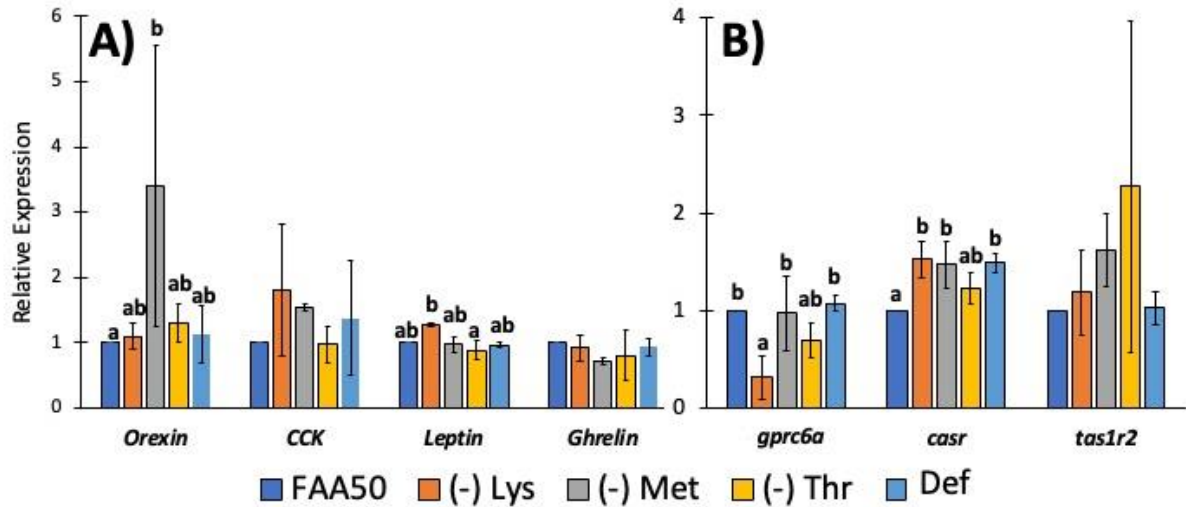 A)
B)
Relative Expression
6
5
4
3
2
1
0
a
ab
b
ab
ab
ab
b
ab
a
ab
Orexin
CCK
Leptin
Ghrelin
4
3
2
1
0
b
a
b
ab
b
a
b
b
ab
b
gprc6a
casr
tas1r2
FAA50
(-) Lys
(-) Met
(-) Thr
Def